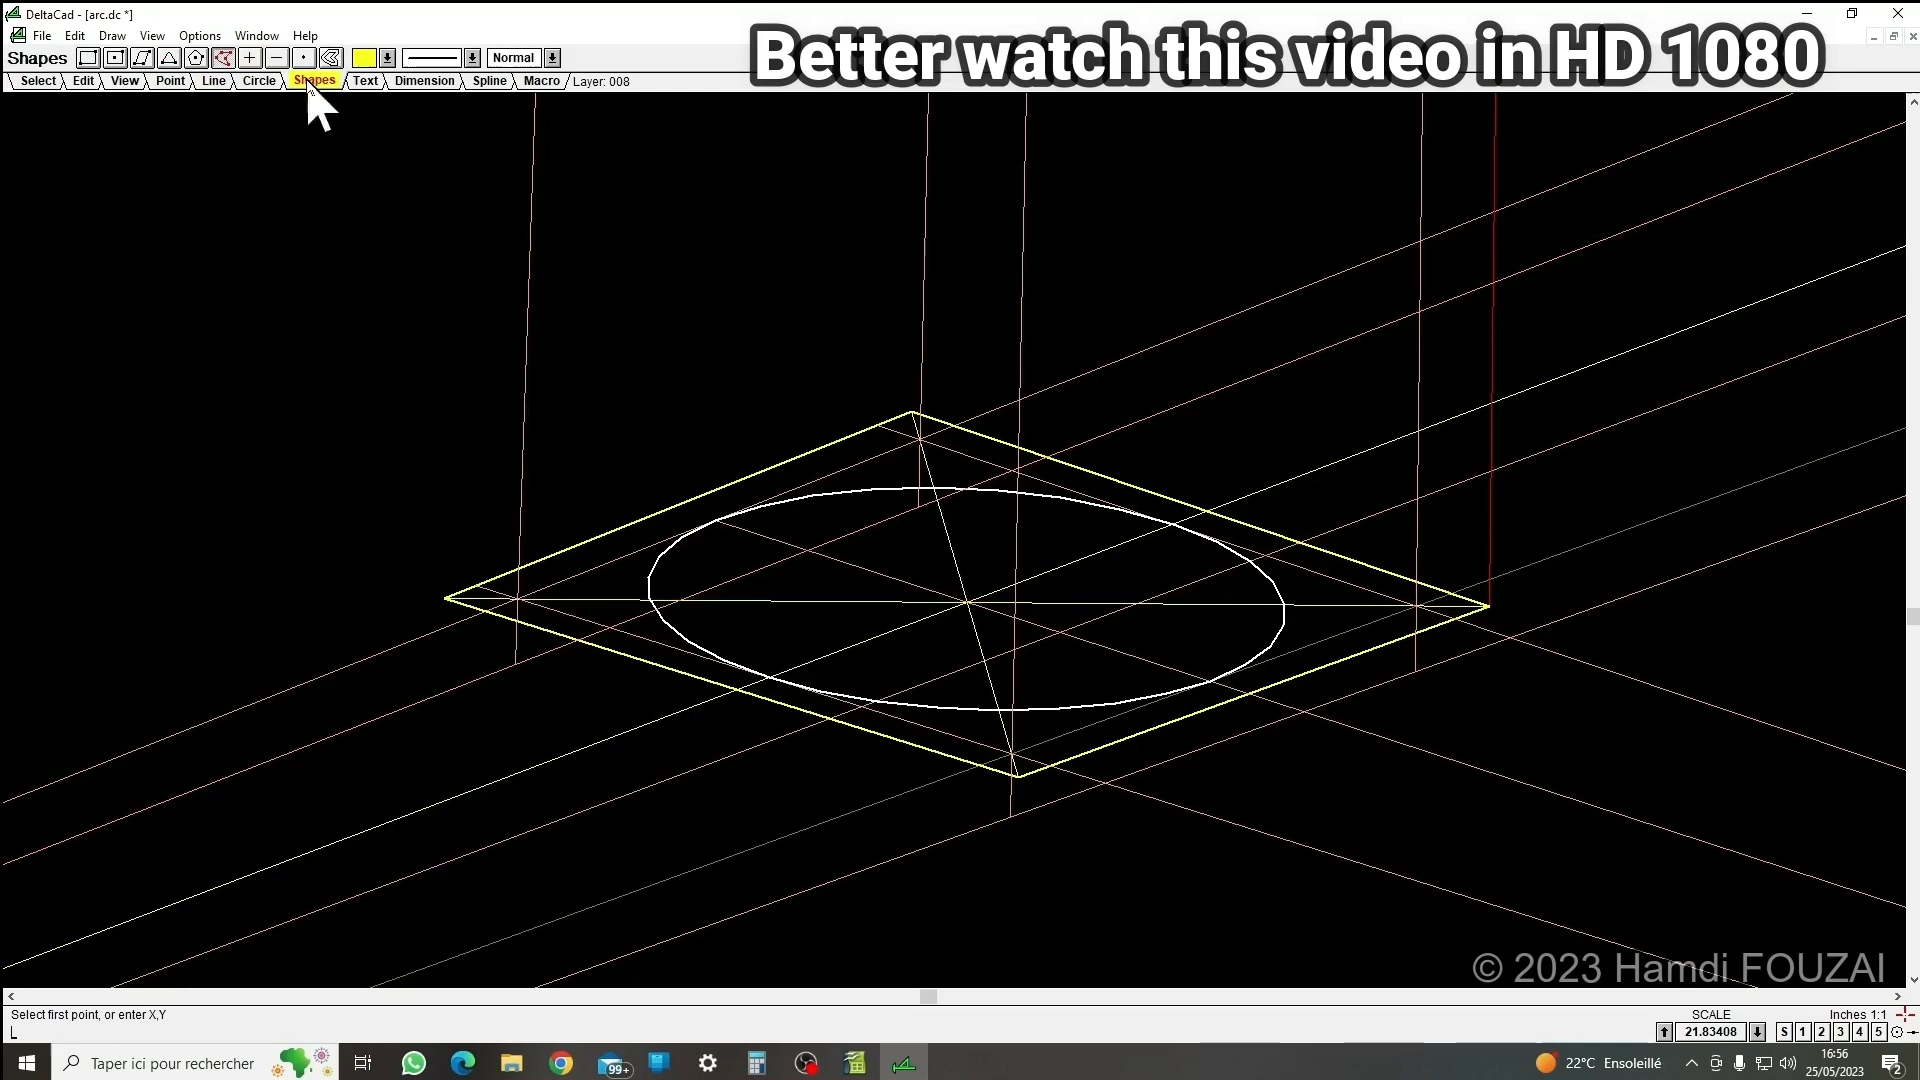 DeltaCad - [arc.dc *]
File Edit Draw View Options Window Help
Better watch this video in HD 1080
Shapes Normal
Select Edit View Point Line Circle Shapes Text Dimension Spline Macro Layer: 008
© 2023 Hamdi FOUZAI
Select first point, or enter X,Y
SCALE Inches 1:1
21.83408 S 1 2 3 4 5
Taper ici pour rechercher
99+
22°C Ensoleillé
16:56
25/05/2023
2